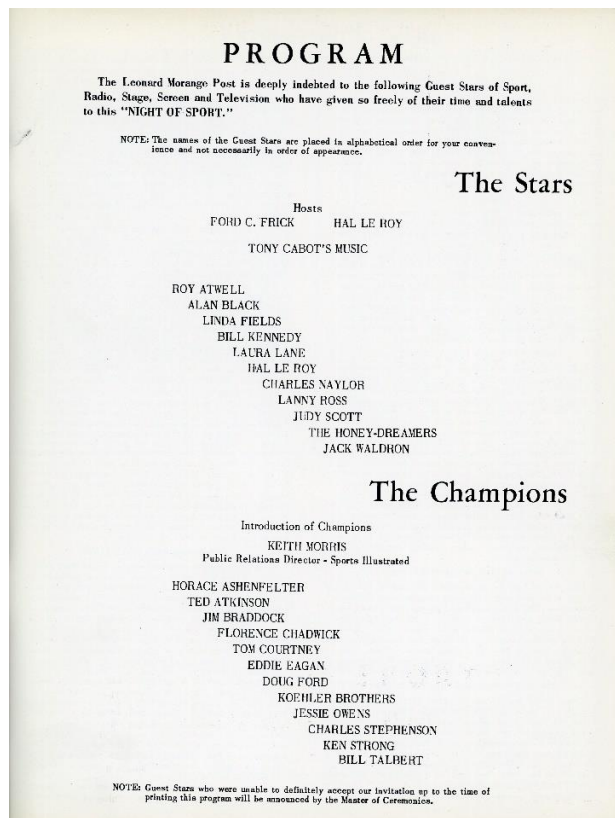 PROGRAM
The Leonard Morange Post is deeply indebted to the following Guest Stars of Sport,
Radio, Stage, Screen and Television who have given so freely of their time and talents
to this "NIGHT OF SPORT."
NOTE: The names of the Guest Stars are placed in alphabetical order for your conven-
ience and not necessarily in order of appearance.
The Stars
Hosts
FORD C. FRICK HAL LE ROY
TONY CABOT'S MUSIC
ROY ATWELL
ALAN BLACK
LINDA FIELDS
BILL KENNEDY
LAURA LANE
HAL LE ROY
CHARLES NAYLOR
LANNY ROSS
JUDY SCOTT
THE HONEY-DREAMERS
JACK WALDRON
The Champions
Introduction of Champions
KEITH MORRIS
Public Relations Director - Sports Illustrated
HORACE ASHENFELTER
TED ATKINSON
JIM BRADDOCK
FLORENCE CHADWICK
TOM COURTNEY
EDDIE EAGAN
DOUG FORD
KOEHLER BROTHERS
JESSIE OWENS
CHARLES STEPHENSON
KEN STRONG
BILL TALBERT
NOTE: Guest Stars who were unable to definitely accept our invitation up to the time of
printing this program will be announced by the Master of Ceremonies.